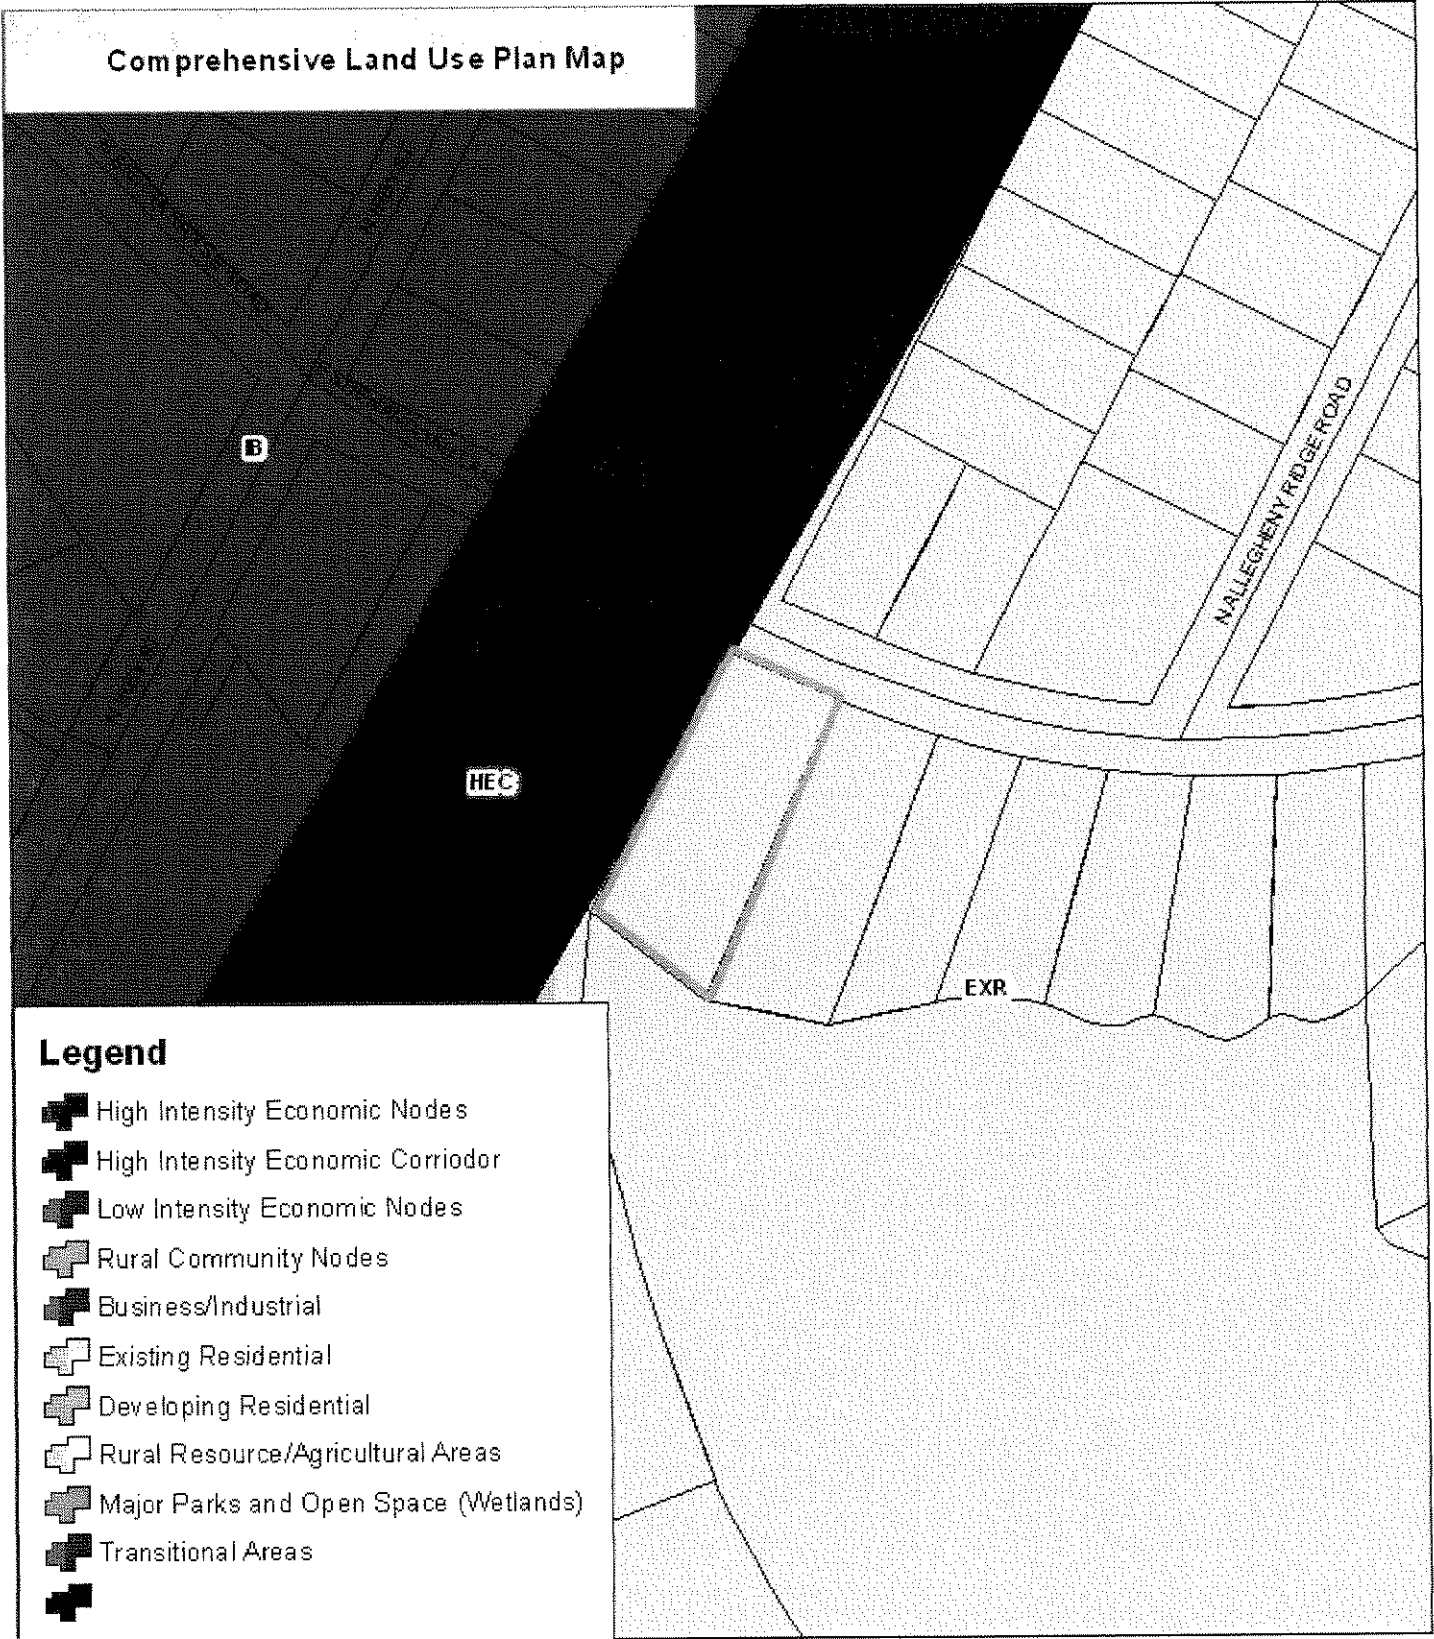 Comprehensive Land Use Plan Map
B
N ALLEGHENY RIDGE ROAD
HEC
EXR
Legend
High Intensity Economic Nodes
High Intensity Economic Corriodor
Low Intensity Economic Nodes
Rural Community Nodes
Business/Industrial
Existing Residential
Developing Residential
Rural Resource/Agricultural Areas
Major Parks and Open Space (Wetlands)
Transitional Areas